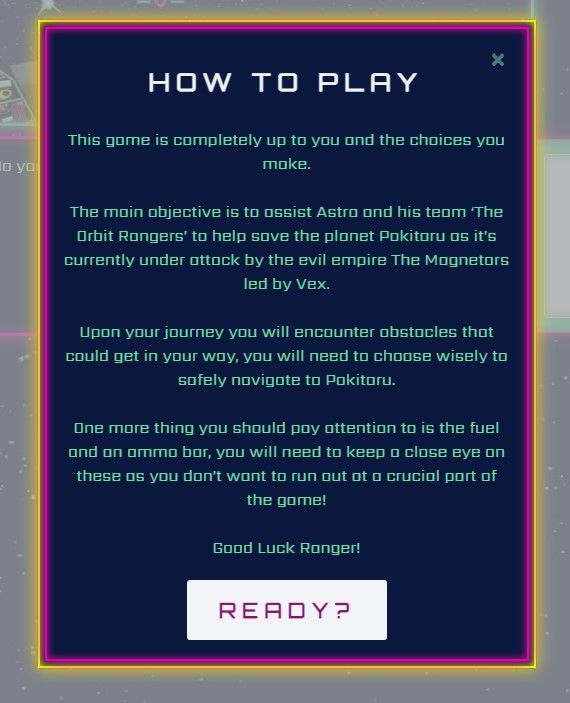 HOW TO PLAY
This game is completely up to you and the choices you
make.
The main objective is to assist Astro and his team ‘The
Orbit Rangers’ to help save the planet Pakitaru as it’s
currently under attack by the evil empire The Magnetars
led by Vex.
Upon your journey you will encounter obstacles that
could get in your way, you will need to choose wisely to
safely navigate to Pakitaru.
One more thing you should pay attention to is the fuel
and an ammo bar, you will need to keep a close eye on
these as you don’t want to run out at a crucial part of
the game!
Good Luck Ranger!
READY?